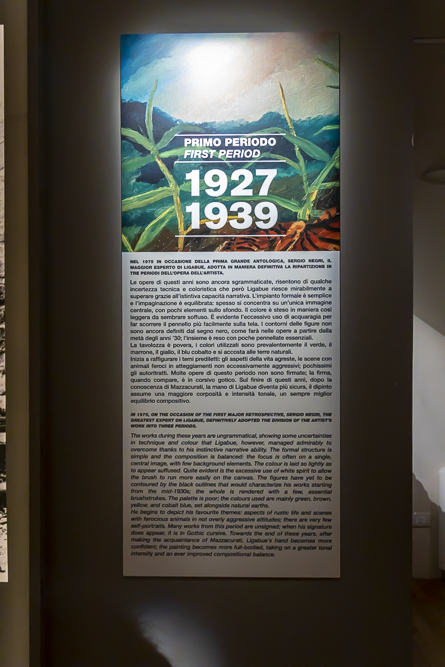 PRIMO PERIODO
FIRST PERIOD
1927
1939
NEL 1975 IN OCCASIONE DELLA PRIMA GRANDE ANTOLOGICA, SERGIO NEGRI, IL
MAGGIOR ESPERTO DI LIGABUE, ADOTTA IN MANIERA DEFINITIVA LA RIPARTIZIONE IN
TRE PERIODI DELL'OPERA DELL'ARTISTA.
Le opere di questi anni sono ancora sgrammaticate, risentono di qualche
incertezza tecnica e coloristica che però Ligabue riesce mirabilmente a
superare grazie all'istintiva capacità narrativa. L'impianto formale è semplice
e l'impaginazione è equilibrata: spesso si concentra su un'unica immagine
centrale, con pochi elementi sullo sfondo. Il colore è steso in maniera così
leggera da sembrare soffuso. È evidente l'eccessivo uso di acquaragia per
far scorrere il pennello più facilmente sulla tela. I contorni delle figure non
sono ancora definiti dal segno nero, come farà nelle opere a partire dalla
metà degli anni '30; l'insieme è reso con poche pennellate essenziali.
La tavolozza è povera, i colori utilizzati sono prevalentemente il verde, il
marrone, il giallo, il blu cobalto e si accosta alle terre naturali.
Inizia a raffigurare i temi prediletti: gli aspetti della vita agreste, le scene con
animali feroci in atteggiamenti non eccessivamente aggressivi; pochissimi
gli autoritratti. Molte opere di questo periodo non sono firmate; la firma,
quando compare, è in corsivo gotico. Sul finire di questi anni, dopo la
conoscenza di Mazzacurati, la mano di Ligabue diventa più sicura, il dipinto
assume una maggiore corposità e intensità tonale, un sempre miglior
equilibrio compositivo.
IN 1975, ON THE OCCASION OF THE FIRST MAJOR RETROSPECTIVE, SERGIO NEGRI, THE
GREATEST EXPERT ON LIGABUE, DEFINITIVELY ADOPTED THE DIVISION OF THE ARTIST'S
WORK INTO THREE PERIODS.
The works during these years are ungrammatical, showing some uncertainties
in technique and colour that Ligabue, however, managed admirably to
overcome thanks to his instinctive narrative ability. The formal structure is
simple and the composition is balanced: the focus is often on a single,
central image, with few background elements. The colour is laid so lightly as
to appear suffused. Quite evident is the excessive use of white spirit to allow
the brush to run more easily on the canvas. The figures have yet to be
contoured by the black outlines that would characterize his works starting
from the mid-1930s; the whole is rendered with a few, essential
brushstrokes. The palette is poor; the colours used are mainly green, brown,
yellow, and cobalt blue, set alongside natural earths.
He begins to depict his favourite themes: aspects of rustic life and scenes
with ferocious animals in not overly aggressive attitudes; there are very few
self-portraits. Many works from this period are unsigned; when his signature
does appear, it is in Gothic cursive. Towards the end of these years, after
making the acquaintance of Mazzacurati, Ligabue's hand becomes more
confident; the painting becomes more full-bodied, taking on a greater tonal
intensity and an ever improved compositional balance.